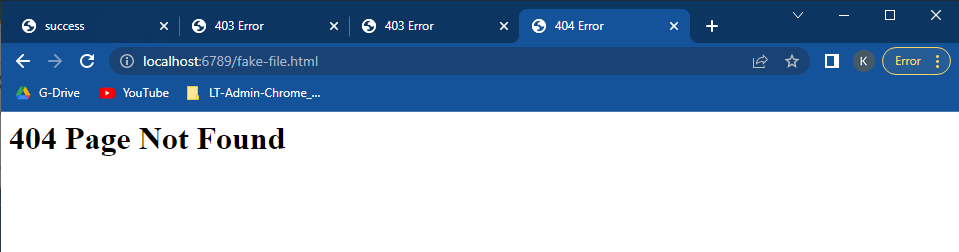 success
403 Error
403 Error
404 Error
localhost:6789/fake-file.html
K
Error
G-Drive
YouTube
LT-Admin-Chrome_...
404 Page Not Found